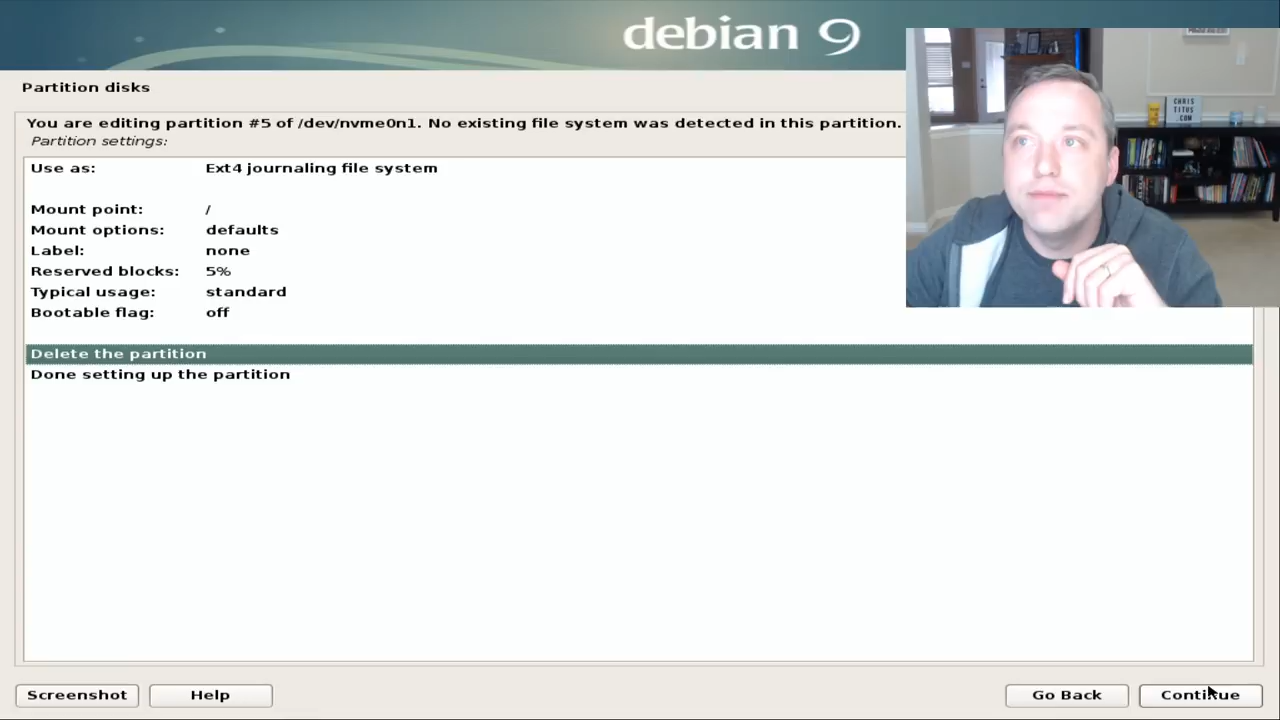 debian 9
Partition disks
You are editing partition #5 of /dev/nvme0n1. No existing file system was detected in this partition.
Partition settings:
Use as: Ext4 journaling file system
Mount point: /
Mount options: defaults
Label: none
Reserved blocks: 5%
Typical usage: standard
Bootable flag: off
Delete the partition
Done setting up the partition
CHRIS
TITUS
.COM
Screenshot Help Go Back Continue